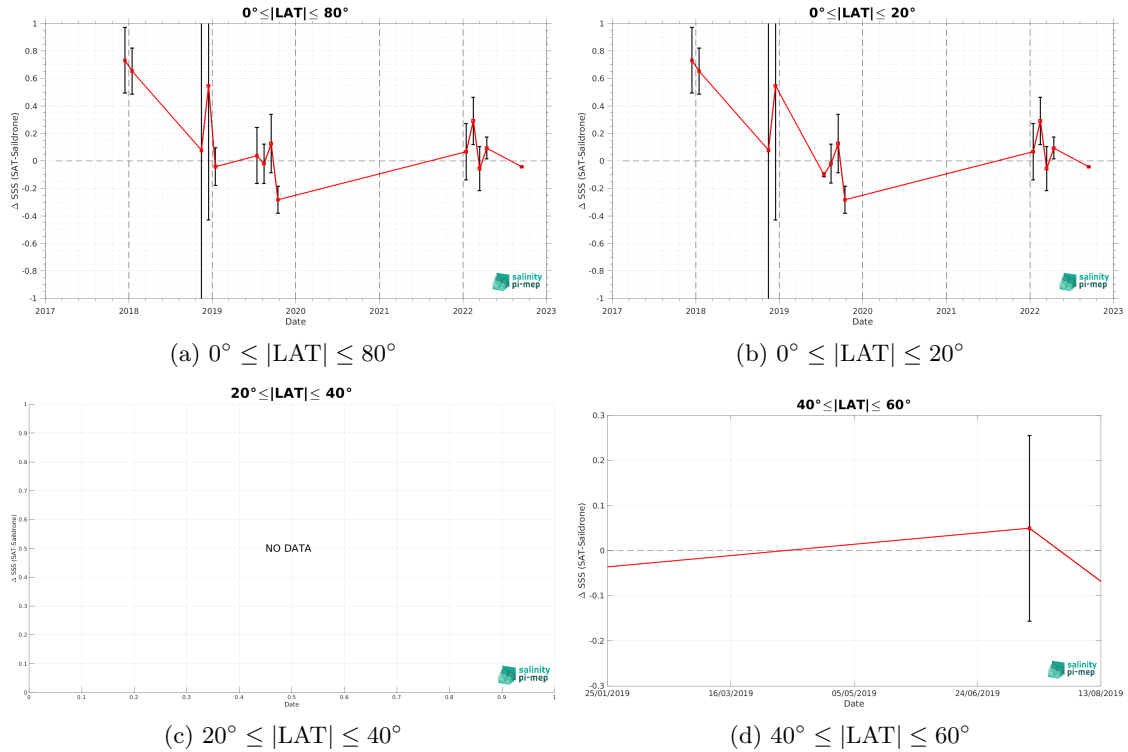 0°≤|LAT|≤ 80°
Δ SSS (SAT-Saildrone)
1
0.8
0.6
0.4
0.2
0
-0.2
-0.4
-0.6
-0.8
-1
2017 2018 2019 2020 2021 2022 2023
Date
salinity
pi-mep
(a) 0° ≤ |LAT| ≤ 80°
0°≤|LAT|≤ 20°
Δ SSS (SAT-Saildrone)
1
0.8
0.6
0.4
0.2
0
-0.2
-0.4
-0.6
-0.8
-1
2017 2018 2019 2020 2021 2022 2023
Date
salinity
pi-mep
(b) 0° ≤ |LAT| ≤ 20°
20°≤|LAT|≤ 40°
Δ SSS (SAT-Saildrone)
1
0.9
0.8
0.7
0.6
0.5
0.4
0.3
0.2
0.1
0
NO DATA
0 0.1 0.2 0.3 0.4 0.5 0.6 0.7 0.8 0.9 1
Date
salinity
pi-mep
(c) 20° ≤ |LAT| ≤ 40°
40°≤|LAT|≤ 60°
Δ SSS (SAT-Saildrone)
0.3
0.2
0.1
0
-0.1
-0.2
-0.3
25/01/2019 16/03/2019 05/05/2019 24/06/2019 13/08/2019
Date
salinity
pi-mep
(d) 40° ≤ |LAT| ≤ 60°